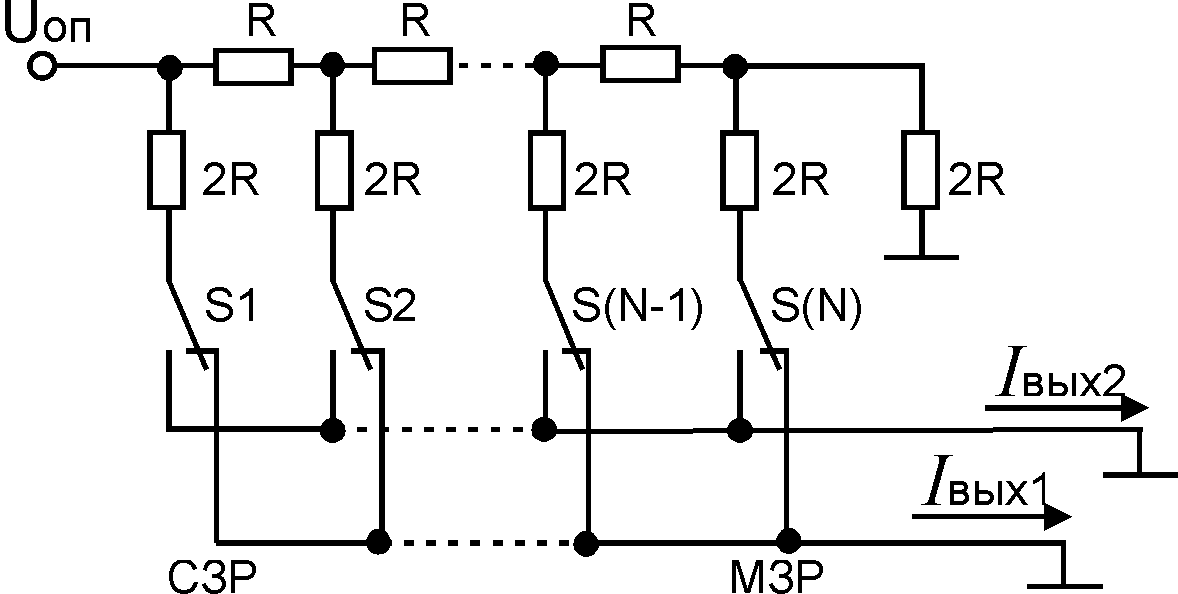 Uоп
R R R
2R 2R 2R 2R 2R
S1 S2 S(N-1) S(N)
Iвых2
Iвых1
СЗР МЗР